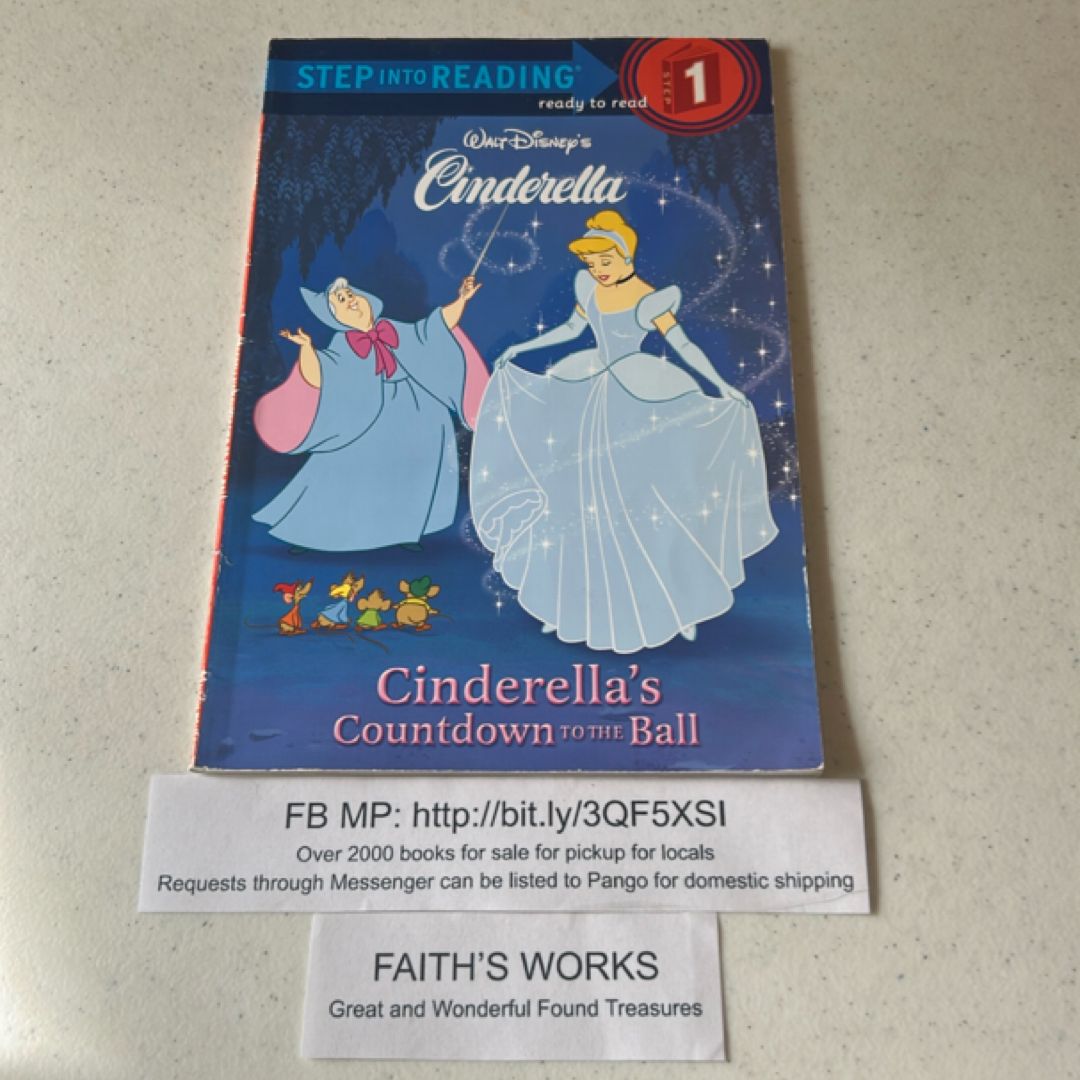 STEP INTO READING®
ready to read
STEP 1
WALT DISNEY'S
Cinderella
Cinderella's
Countdown TO THE Ball
FB MP: http://bit.ly/3QF5XSI
Over 2000 books for sale for pickup for locals
Requests through Messenger can be listed to Pango for domestic shipping
FAITH'S WORKS
Great and Wonderful Found Treasures